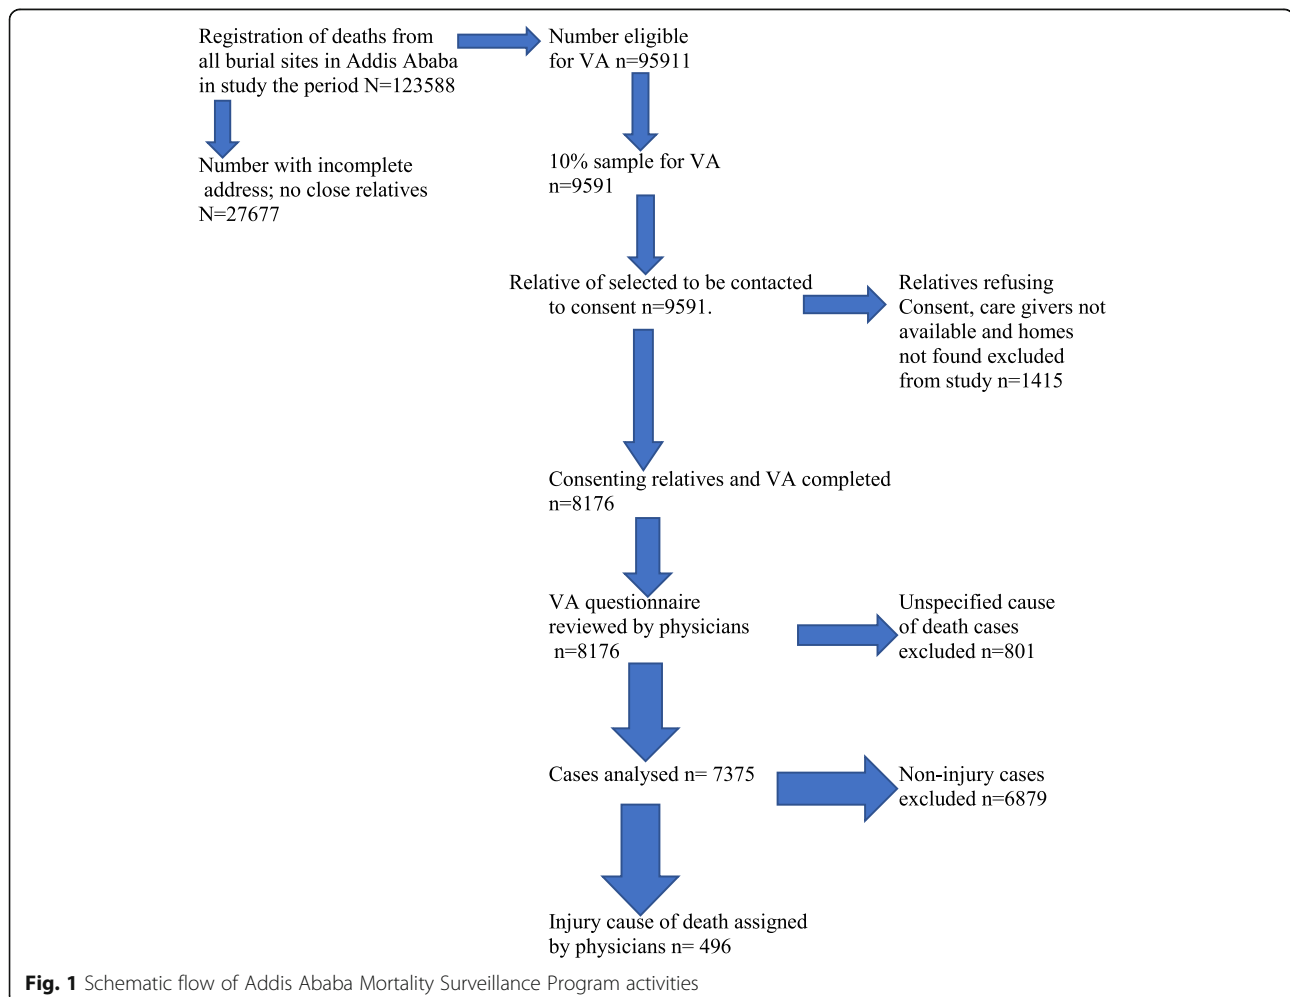 Registration of deaths from
all burial sites in Addis Ababa
in study the period N=123588
Number eligible
for VA n=95911
Number with incomplete
address; no close relatives
N=27677
10% sample for VA
n=9591
Relative of selected to be contacted
to consent n=9591.
Relatives refusing
Consent, care givers not
available and homes
not found excluded
from study n=1415
Consenting relatives and VA completed
n=8176
VA questionnaire
reviewed by physicians
n=8176
Unspecified cause
of death cases
excluded n=801
Cases analysed n= 7375
Non-injury cases
excluded n=6879
Injury cause of death assigned
by physicians n= 496
Fig. 1 Schematic flow of Addis Ababa Mortality Surveillance Program activities